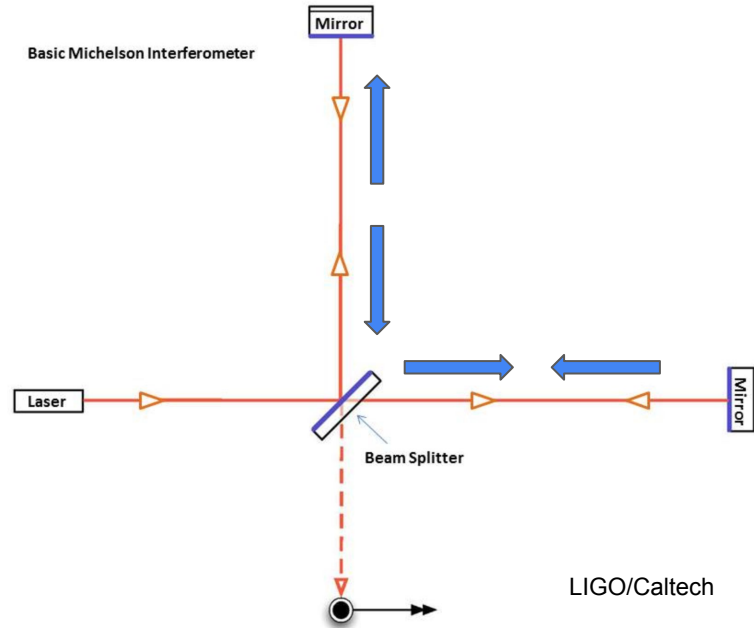 Mirror
Basic Michelson Interferometer
Laser
Mirror
Beam Splitter
LIGO/Caltech